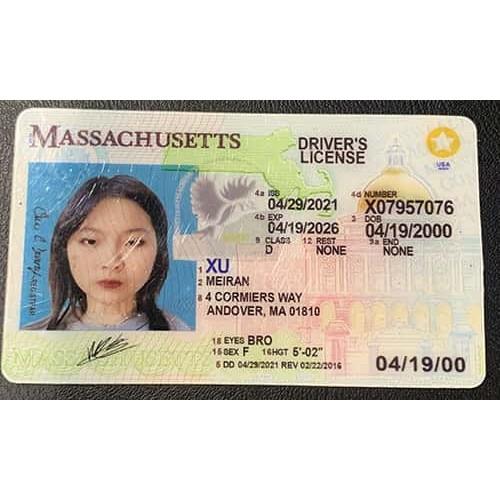 MASSACHUSETTS
DRIVER'S
LICENSE
USA
4a ISS
04/29/2021
4d NUMBER
X07957076
4b EXP
04/19/2026
3 DOB
04/19/2000
9 CLASS 12 REST 9a END
D NONE NONE
1 XU
2 MEIRAN
8 4 CORMIERS WAY
ANDOVER, MA 01810
18 EYES BRO
15 SEX F 16 HGT 5'-02"
5 DD 04/29/2021 REV 02/22/2016
04/19/00
REGISTRAR